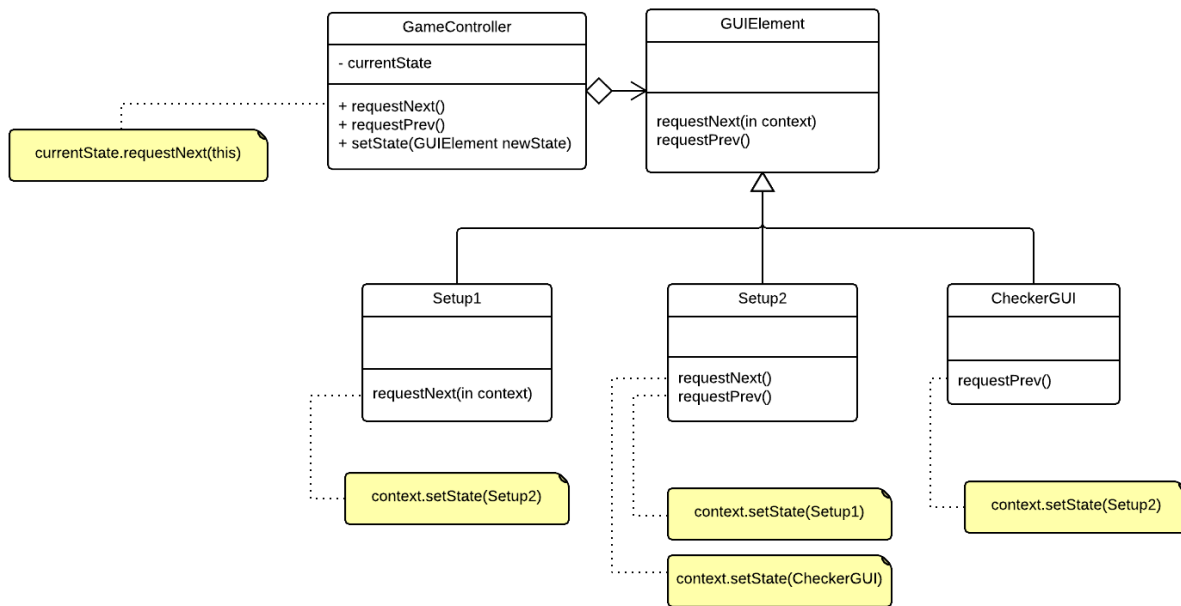 GameController
- currentState
+ requestNext()
+ requestPrev()
+ setState(GUIElement newState)
GUIElement
requestNext(in context)
requestPrev()
currentState.requestNext(this)
Setup1
requestNext(in context)
Setup2
requestNext()
requestPrev()
CheckerGUI
requestPrev()
context.setState(Setup2)
context.setState(Setup1)
context.setState(CheckerGUI)
context.setState(Setup2)